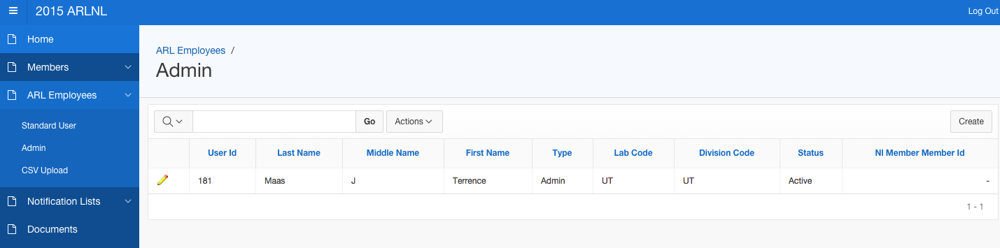 2015 ARLNL
Log Out
Home
Members
ARL Employees
Standard User
Admin
CSV Upload
Notification Lists
Documents
ARL Employees /
Admin
Go Actions Create
User Id Last Name Middle Name First Name Type Lab Code Division Code Status NI Member Member Id
181 Maas J Terrence Admin UT UT Active -
1 - 1